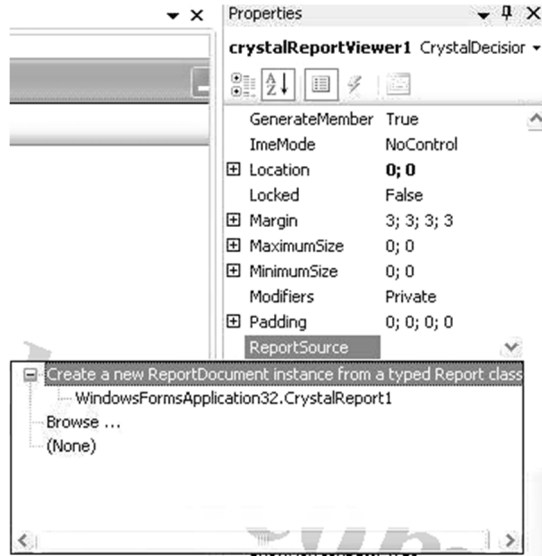 Properties
crystalReportViewer1 CrystalDecision
GenerateMember True
ImeMode NoControl
Location 0; 0
Locked False
Margin 3; 3; 3; 3
MaximumSize 0; 0
MinimumSize 0; 0
Modifiers Private
Padding 0; 0; 0; 0
ReportSource
Create a new ReportDocument instance from a typed Report class
WindowsFormsApplication32.CrystalReport1
Browse ...
(None)